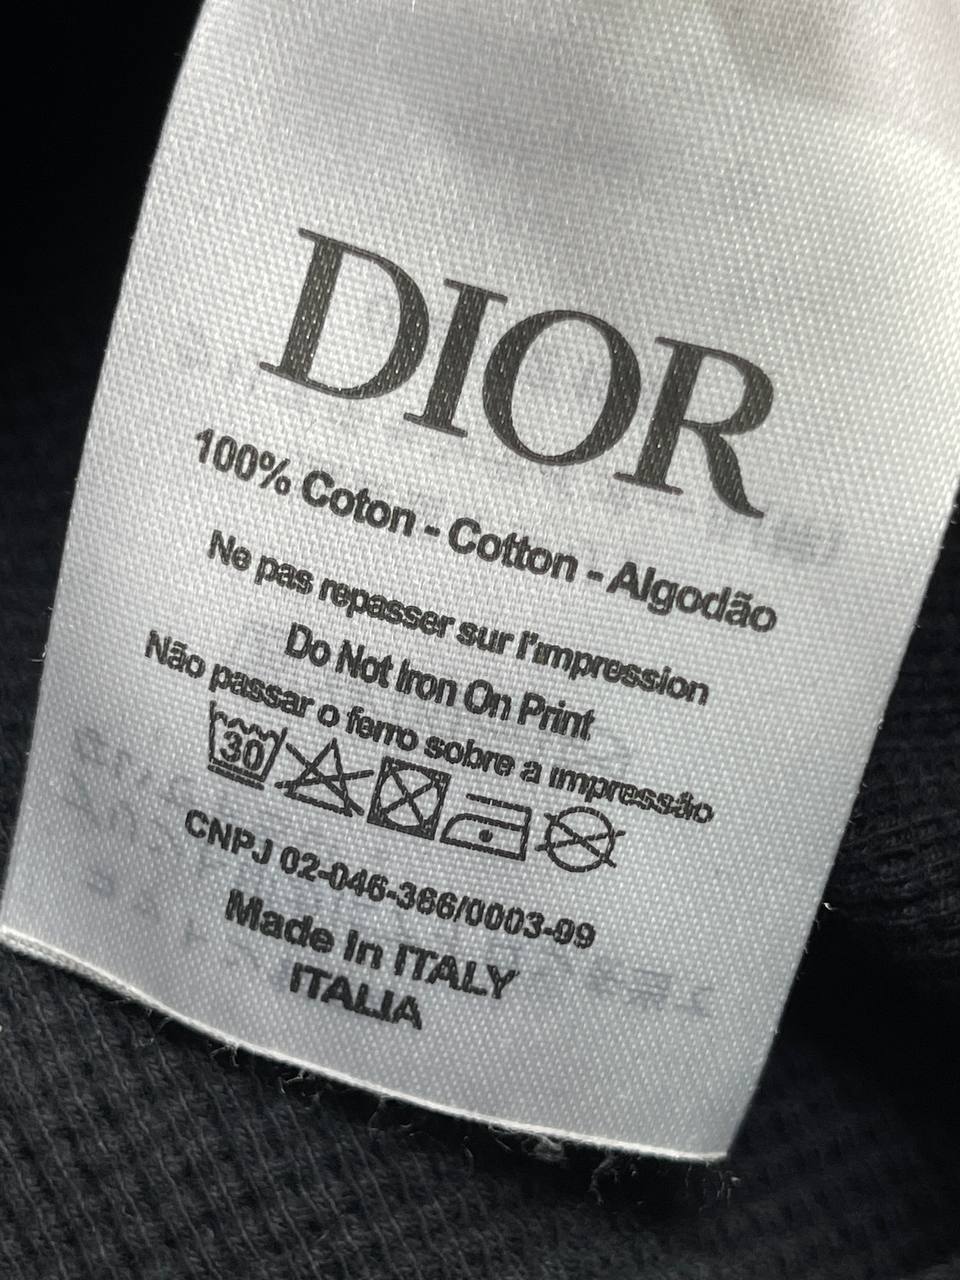 DIOR
100% Coton - Cotton - Algodão
Ne pas repasser sur l'impression
Do Not Iron On Print
Não passar o ferro sobre a impressão
30
CNPJ 02-046-366/0003-09
Made In ITALY
ITALIA